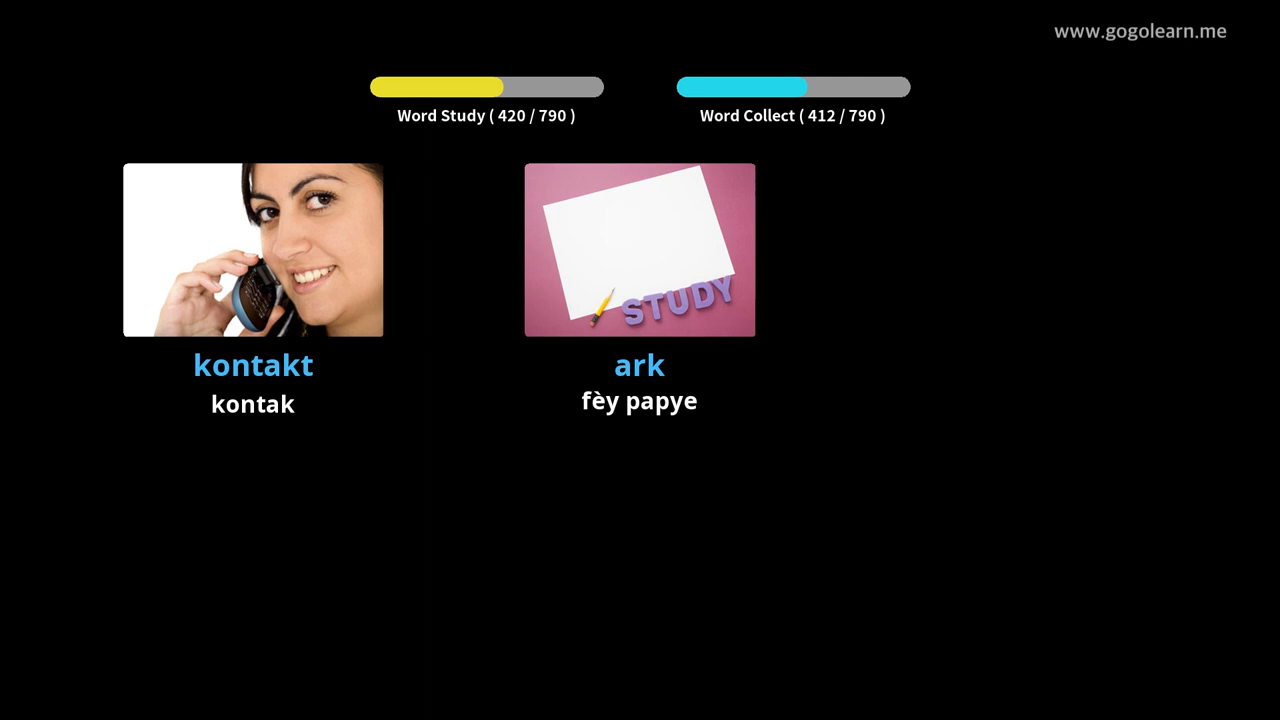 www.gogolearn.me
Word Study ( 420 / 790 )
Word Collect ( 412 / 790 )
STUDY
kontakt
kontak
ark
fèy papye